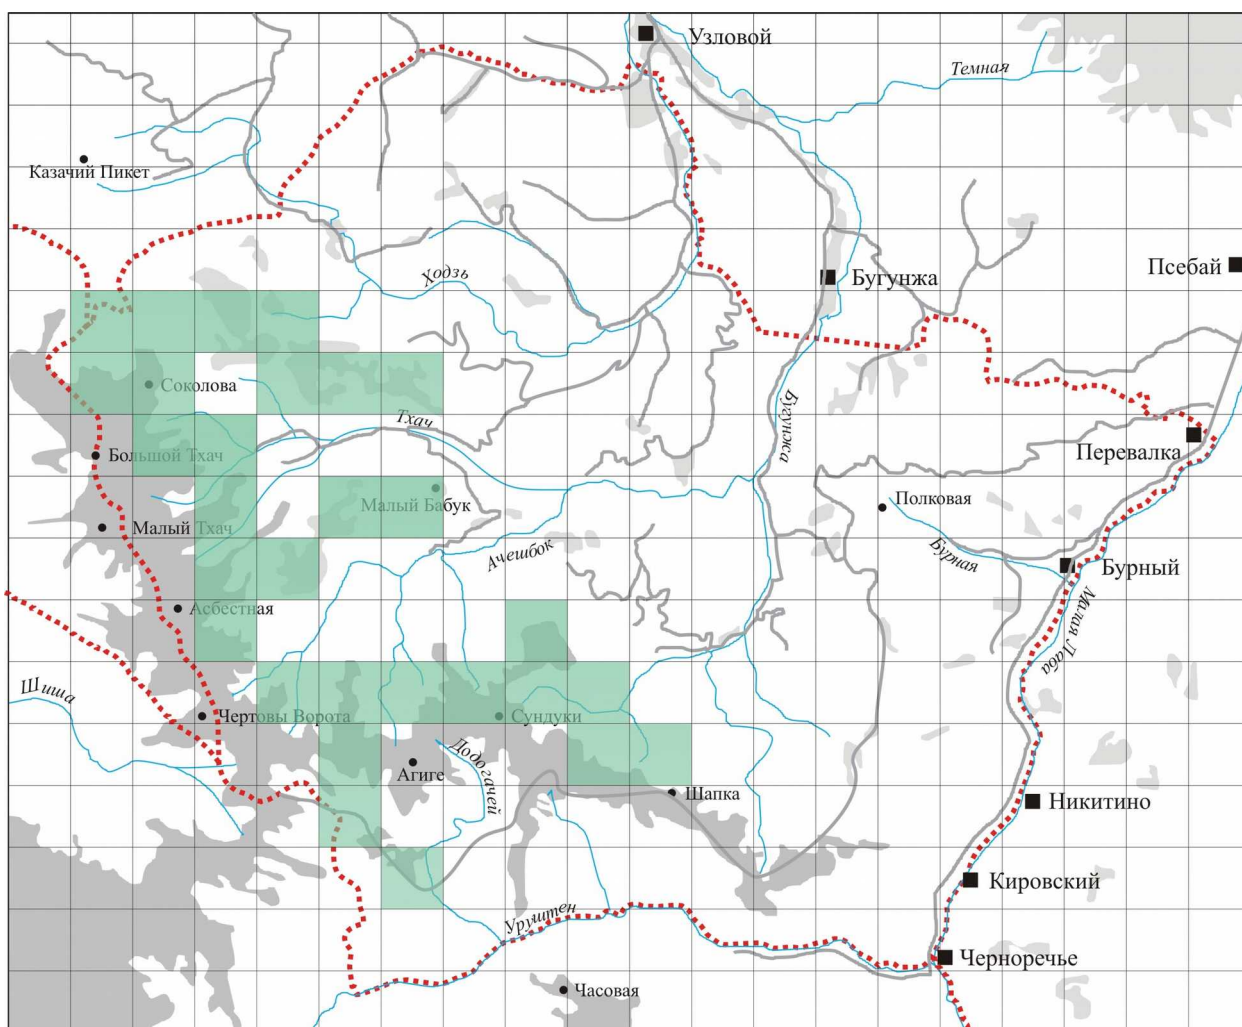 Узловой
Темная
Казачий Пикет
Ходзь
Бугунжа
Псебай
Соколова
Тхач
Бугунжа
Большой Тхач
Перевалка
Малый Бабук
Полковая
Малый Тхач
Ачешбок
Бурная
Бурный
Асбестная
Малая Лаба
Шиша
Чертовы Ворота
Сундуки
Додогачей
Агиге
Шапка
Никитино
Кировский
Уруштен
Черноречье
Часовая